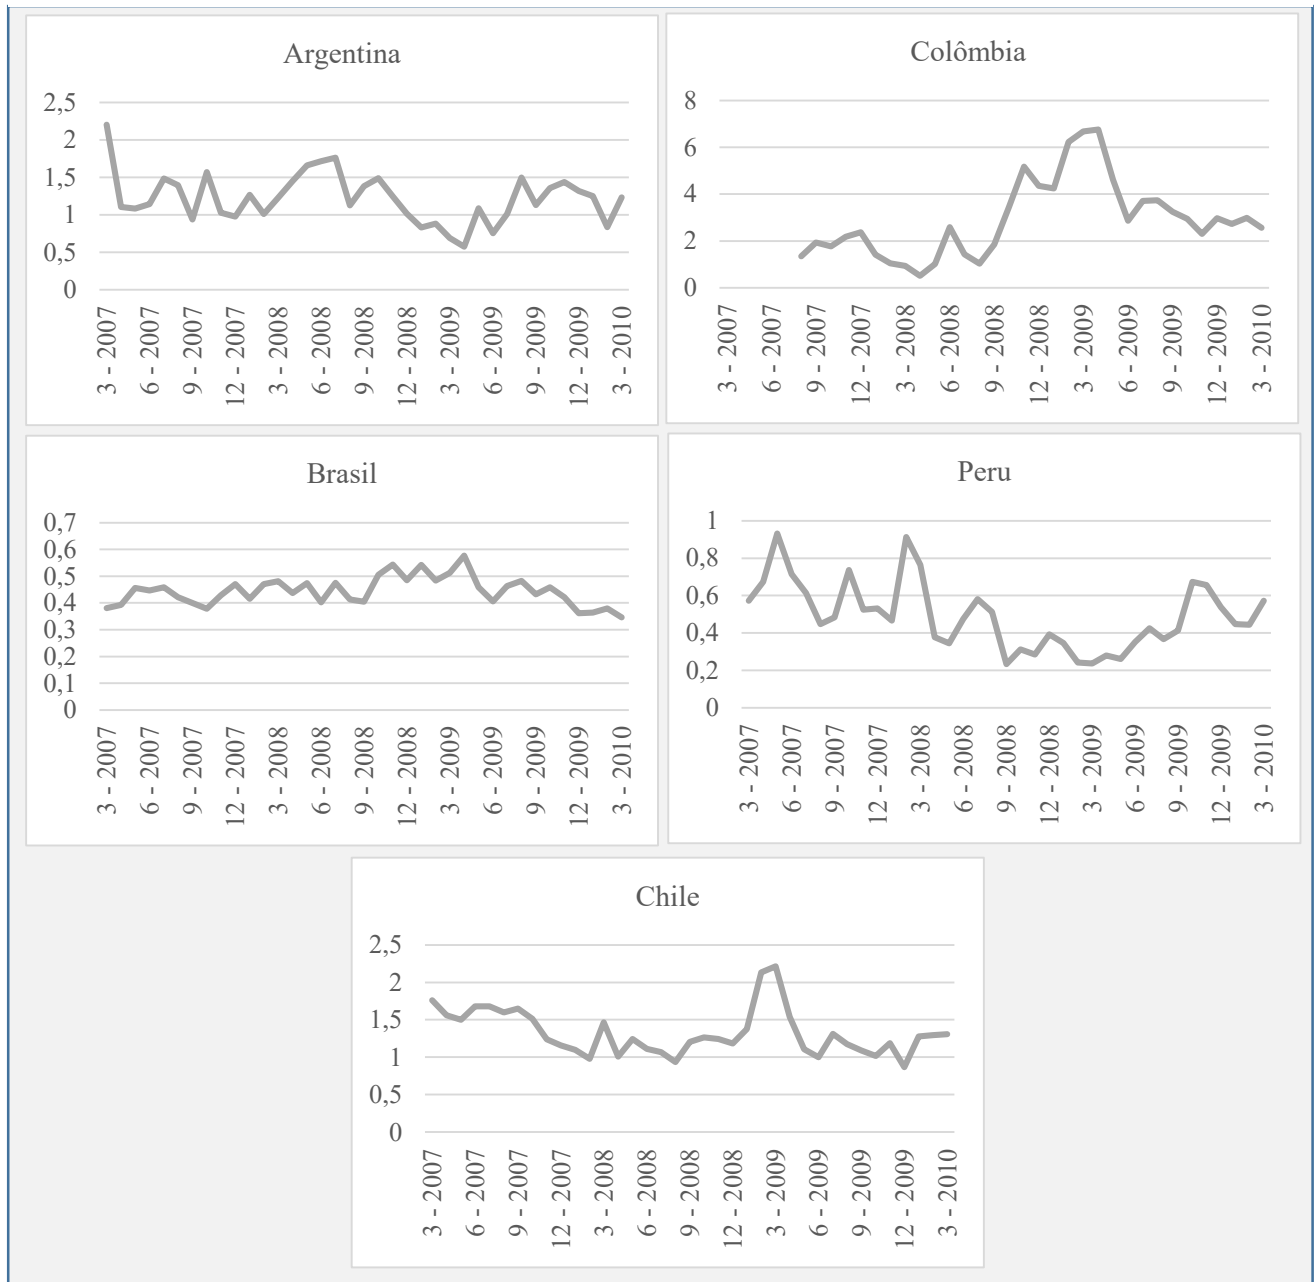 Argentina
2,5
2
1,5
1
0,5
0
3 - 2007
6 - 2007
9 - 2007
12 - 2007
3 - 2008
6 - 2008
9 - 2008
12 - 2008
3 - 2009
6 - 2009
9 - 2009
12 - 2009
3 - 2010
Colômbia
8
6
4
2
0
3 - 2007
6 - 2007
9 - 2007
12 - 2007
3 - 2008
6 - 2008
9 - 2008
12 - 2008
3 - 2009
6 - 2009
9 - 2009
12 - 2009
3 - 2010
Brasil
0,7
0,6
0,5
0,4
0,3
0,2
0,1
0
3 - 2007
6 - 2007
9 - 2007
12 - 2007
3 - 2008
6 - 2008
9 - 2008
12 - 2008
3 - 2009
6 - 2009
9 - 2009
12 - 2009
3 - 2010
Peru
1
0,8
0,6
0,4
0,2
0
3 - 2007
6 - 2007
9 - 2007
12 - 2007
3 - 2008
6 - 2008
9 - 2008
12 - 2008
3 - 2009
6 - 2009
9 - 2009
12 - 2009
3 - 2010
Chile
2,5
2
1,5
1
0,5
0
3 - 2007
6 - 2007
9 - 2007
12 - 2007
3 - 2008
6 - 2008
9 - 2008
12 - 2008
3 - 2009
6 - 2009
9 - 2009
12 - 2009
3 - 2010